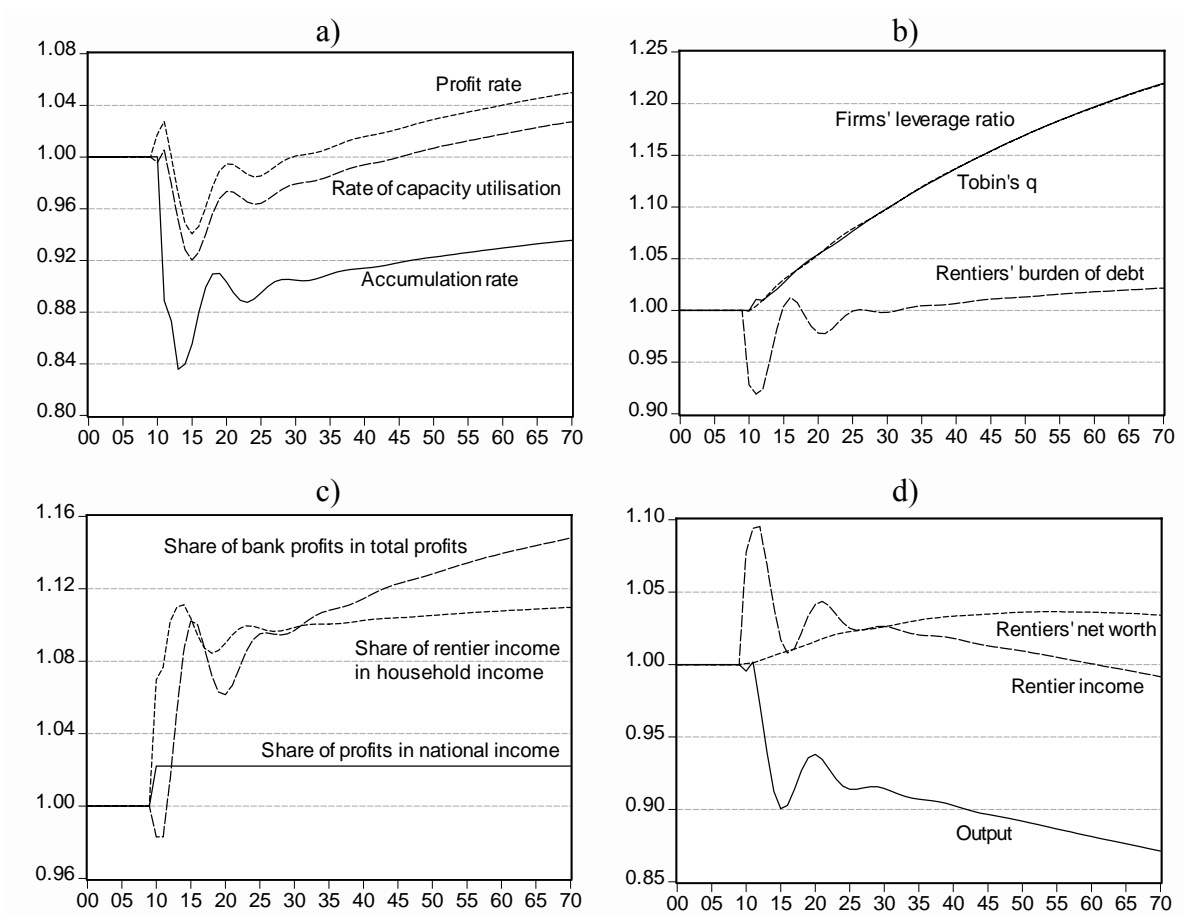 a)
1.08
1.04
1.00
0.96
0.92
0.88
0.84
0.80
Profit rate
Rate of capacity utilisation
Accumulation rate
00 05 10 15 20 25 30 35 40 45 50 55 60 65 70
b)
1.25
1.20
1.15
1.10
1.05
1.00
0.95
0.90
Firms' leverage ratio
Tobin's q
Rentiers' burden of debt
00 05 10 15 20 25 30 35 40 45 50 55 60 65 70
c)
1.16
1.12
1.08
1.04
1.00
0.96
Share of bank profits in total profits
Share of rentier income
in household income
Share of profits in national income
00 05 10 15 20 25 30 35 40 45 50 55 60 65 70
d)
1.10
1.05
1.00
0.95
0.90
0.85
Rentiers' net worth
Rentier income
Output
00 05 10 15 20 25 30 35 40 45 50 55 60 65 70